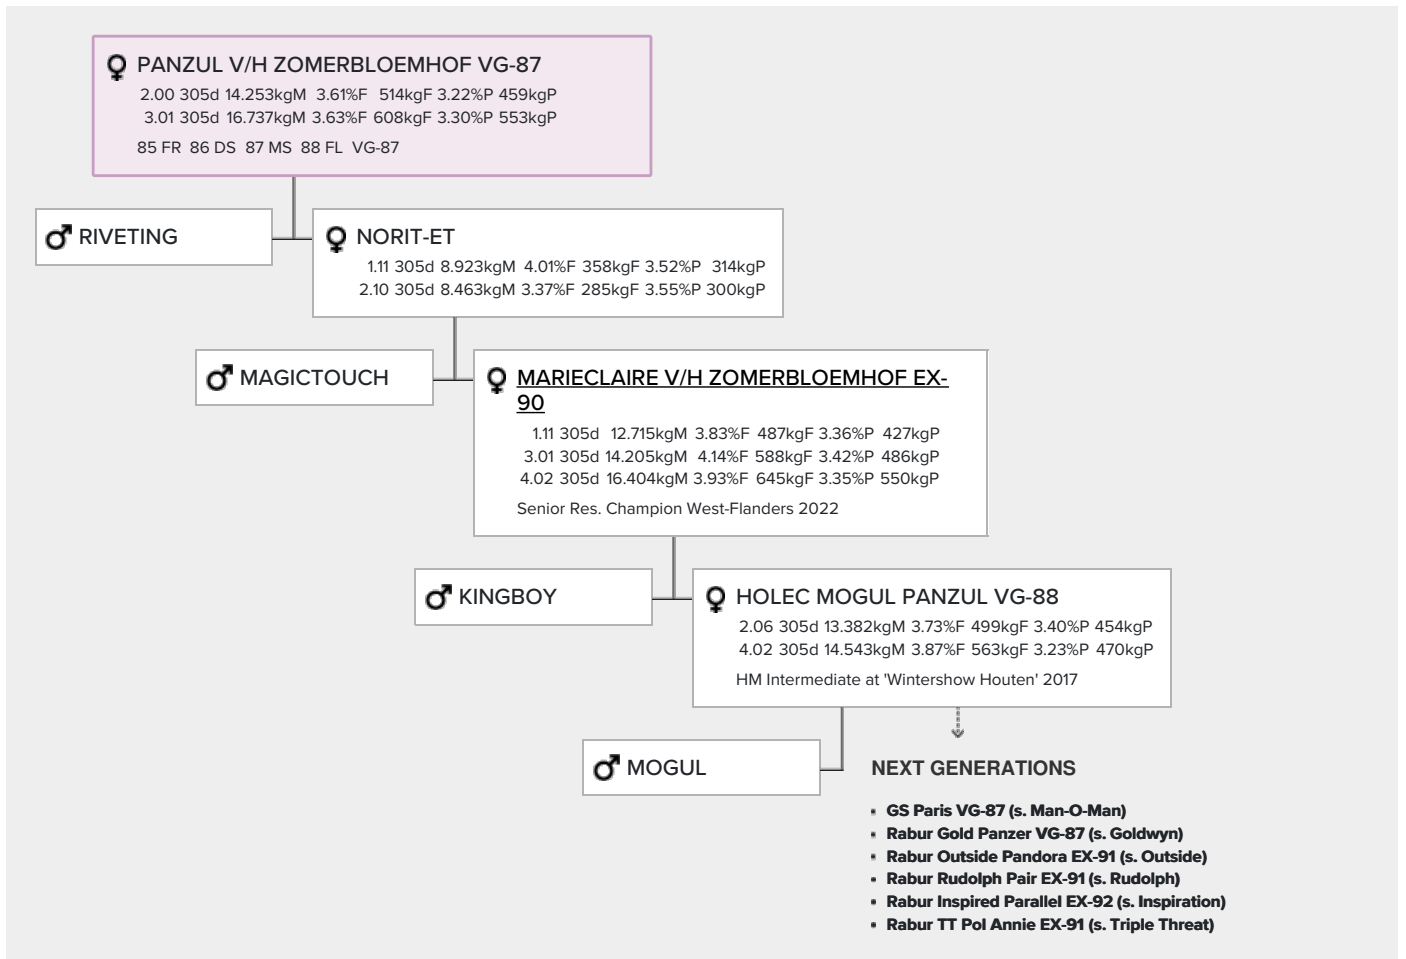 PANZUL V/H ZOMERBLOEMHOF VG-87
2.00 305d 14.253kgM 3.61%F 514kgF 3.22%P 459kgP
3.01 305d 16.737kgM 3.63%F 608kgF 3.30%P 553kgP
85 FR 86 DS 87 MS 88 FL VG-87
RIVETING
NORIT-ET
1.11 305d 8.923kgM 4.01%F 358kgF 3.52%P 314kgP
2.10 305d 8.463kgM 3.37%F 285kgF 3.55%P 300kgP
MAGICTOUCH
MARIECLAIRE V/H ZOMERBLOEMHOF EX-
90
1.11 305d 12.715kgM 3.83%F 487kgF 3.36%P 427kgP
3.01 305d 14.205kgM 4.14%F 588kgF 3.42%P 486kgP
4.02 305d 16.404kgM 3.93%F 645kgF 3.35%P 550kgP
Senior Res. Champion West-Flanders 2022
KINGBOY
HOLEC MOGUL PANZUL VG-88
2.06 305d 13.382kgM 3.73%F 499kgF 3.40%P 454kgP
4.02 305d 14.543kgM 3.87%F 563kgF 3.23%P 470kgP
HM Intermediate at 'Wintershow Houten' 2017
MOGUL
NEXT GENERATIONS
GS Paris VG-87 (s. Man-O-Man)
Rabur Gold Panzer VG-87 (s. Goldwyn)
Rabur Outside Pandora EX-91 (s. Outside)
Rabur Rudolph Pair EX-91 (s. Rudolph)
Rabur Inspired Parallel EX-92 (s. Inspiration)
Rabur TT Pol Annie EX-91 (s. Triple Threat)